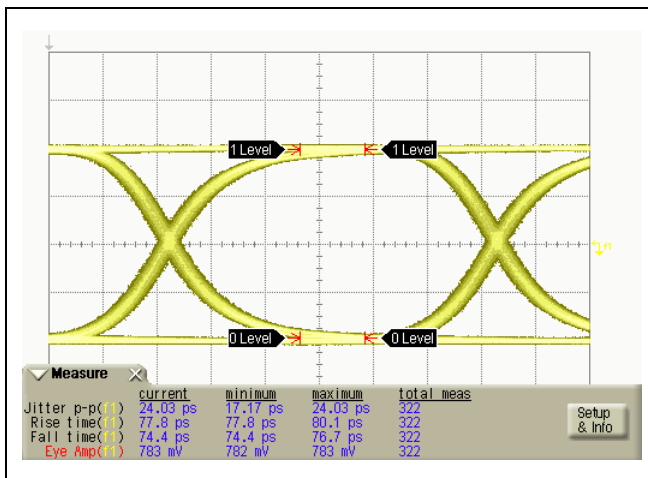 1 Level 1 Level
0 Level 0 Level
Measure
current minimum maximum total meas
Jitter p-p(f1) 24.03 ps 17.17 ps 24.03 ps 322
Rise time(f1) 77.8 ps 77.8 ps 80.1 ps 322
Fall time(f1) 74.4 ps 74.4 ps 76.7 ps 322
Eye Amp(f1) 783 mV 782 mV 783 mV 322
Setup
& Info